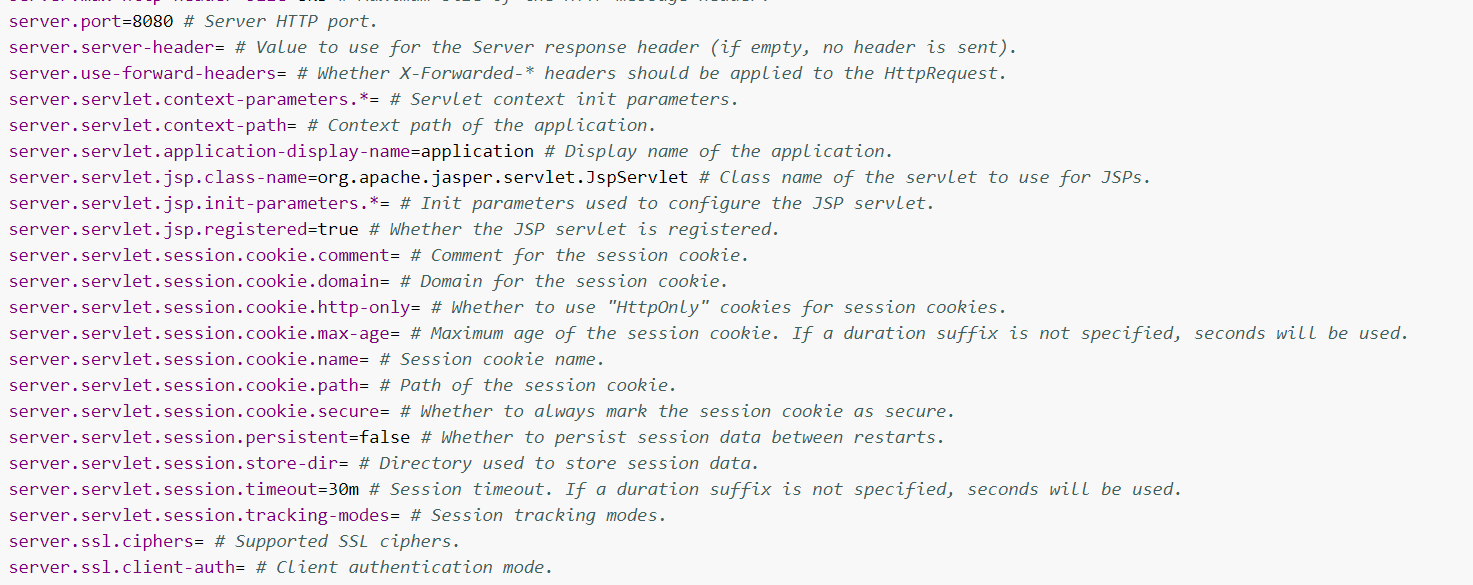 server.port=8080 # Server HTTP port.
server.server-header= # Value to use for the Server response header (if empty, no header is sent).
server.use-forward-headers= # Whether X-Forwarded-* headers should be applied to the HttpRequest.
server.servlet.context-parameters.*= # Servlet context init parameters.
server.servlet.context-path= # Context path of the application.
server.servlet.application-display-name=application # Display name of the application.
server.servlet.jsp.class-name=org.apache.jasper.servlet.JspServlet # Class name of the servlet to use for JSPs.
server.servlet.jsp.init-parameters.*= # Init parameters used to configure the JSP servlet.
server.servlet.jsp.registered=true # Whether the JSP servlet is registered.
server.servlet.session.cookie.comment= # Comment for the session cookie.
server.servlet.session.cookie.domain= # Domain for the session cookie.
server.servlet.session.cookie.http-only= # Whether to use "HttpOnly" cookies for session cookies.
server.servlet.session.cookie.max-age= # Maximum age of the session cookie. If a duration suffix is not specified, seconds will be used.
server.servlet.session.cookie.name= # Session cookie name.
server.servlet.session.cookie.path= # Path of the session cookie.
server.servlet.session.cookie.secure= # Whether to always mark the session cookie as secure.
server.servlet.session.persistent=false # Whether to persist session data between restarts.
server.servlet.session.store-dir= # Directory used to store session data.
server.servlet.session.timeout=30m # Session timeout. If a duration suffix is not specified, seconds will be used.
server.servlet.session.tracking-modes= # Session tracking modes.
server.ssl.ciphers= # Supported SSL ciphers.
server.ssl.client-auth= # Client authentication mode.